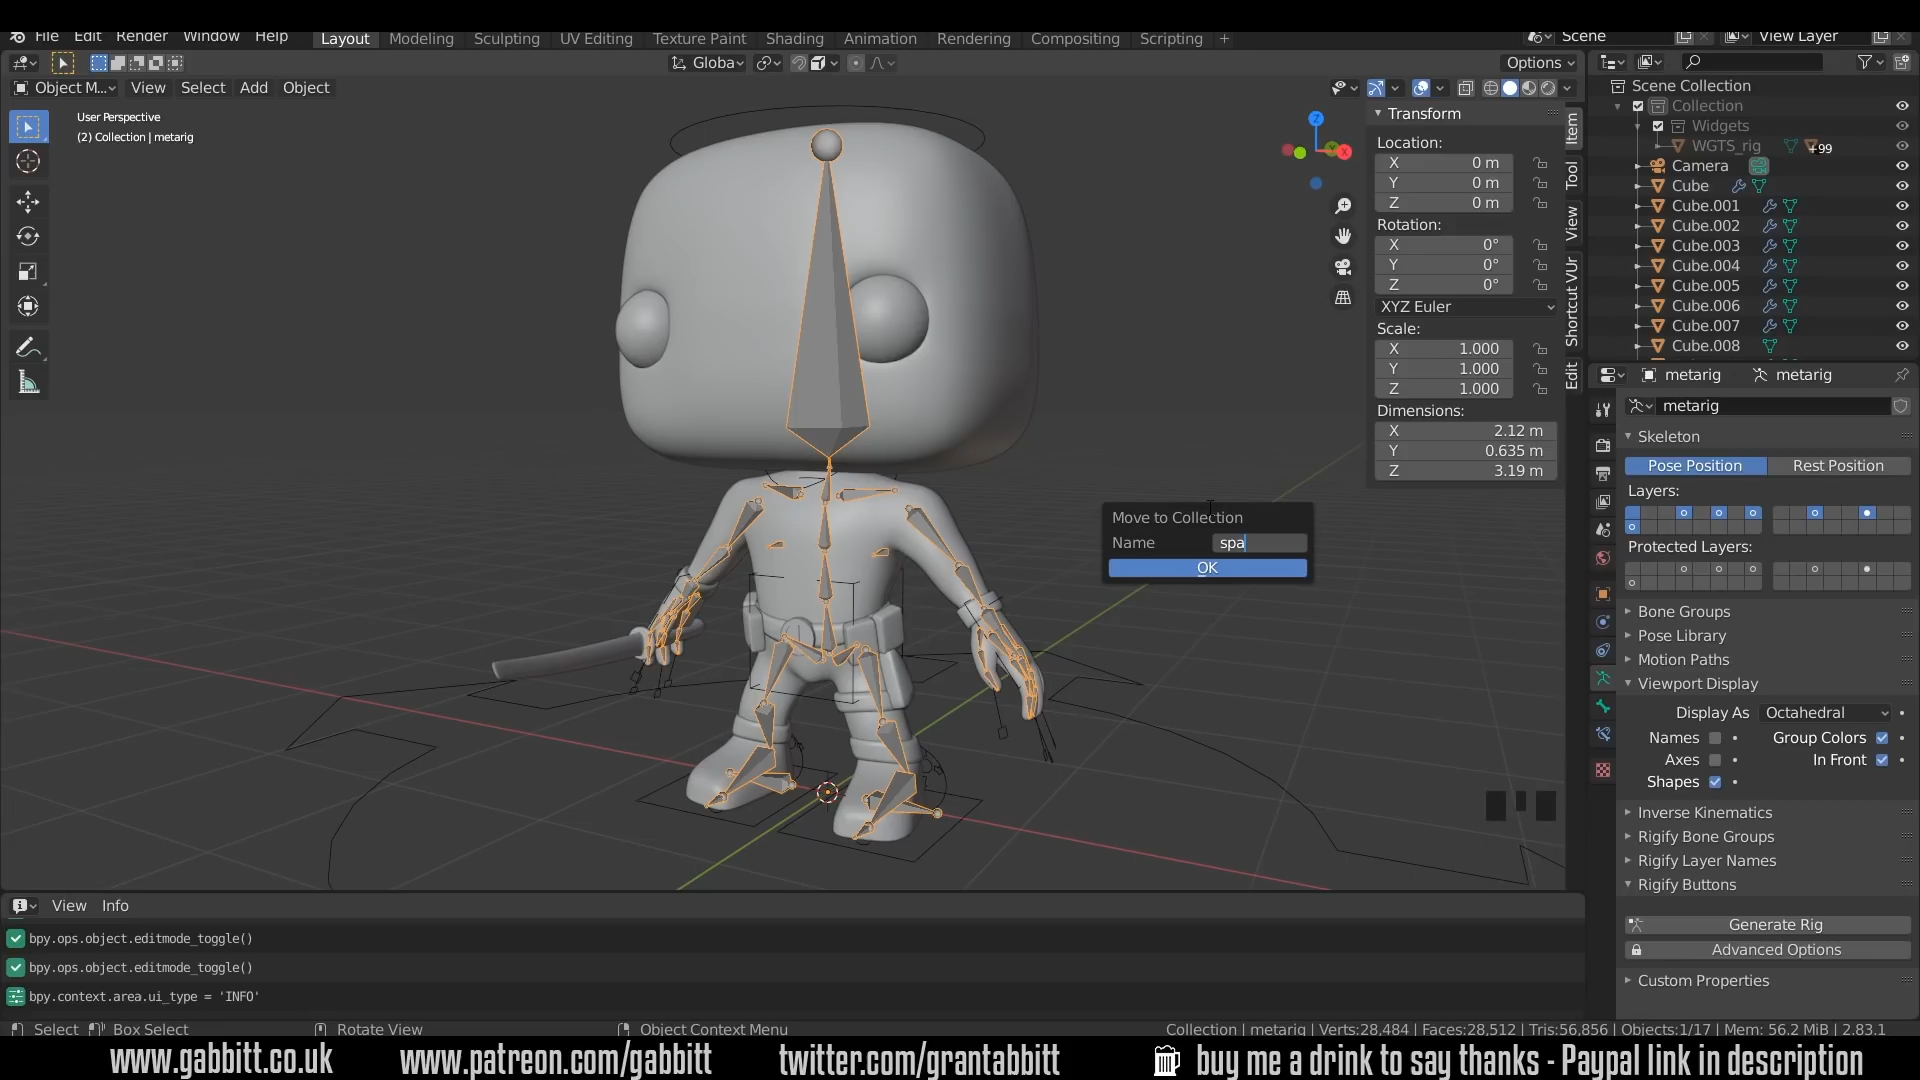 File Edit Render Window Help Layout Modeling Sculpting UV Editing Texture Paint Shading Animation Rendering Compositing Scripting + Scene View Layer
Globa Options
Object M... View Select Add Object
User Perspective
(2) Collection | metarig
Transform
Location:
X 0 m
Y 0 m
Z 0 m
Rotation:
X 0°
Y 0°
Z 0°
XYZ Euler
Scale:
X 1.000
Y 1.000
Z 1.000
Dimensions:
X 2.12 m
Y 0.635 m
Z 3.19 m
Item
Tool
View
Shortcut VUr
Edit
Z
X
Scene Collection
Collection
Widgets
WGTS_rig +99
Camera
Cube
Cube.001
Cube.002
Cube.003
Cube.004
Cube.005
Cube.006
Cube.007
Cube.008
metarig metarig
metarig
Skeleton
Pose Position Rest Position
Layers:
Protected Layers:
Bone Groups
Pose Library
Motion Paths
Viewport Display
Display As Octahedral
Names Group Colors
Axes In Front
Shapes
Inverse Kinematics
Rigify Bone Groups
Rigify Layer Names
Rigify Buttons
Generate Rig
Advanced Options
Custom Properties
Move to Collection
Name spa
OK
View Info
bpy.ops.object.editmode_toggle()
bpy.ops.object.editmode_toggle()
bpy.context.area.ui_type = 'INFO'
Select Box Select Rotate View Object Context Menu Collection | metarig | Verts:28,484 | Faces:28,512 | Tris:56,856 | Objects:1/17 | Mem: 56.2 MiB | 2.83.1
www.gabbitt.co.uk www.patreon.com/gabbitt twitter.com/grantabbitt buy me a drink to say thanks - Paypal link in description